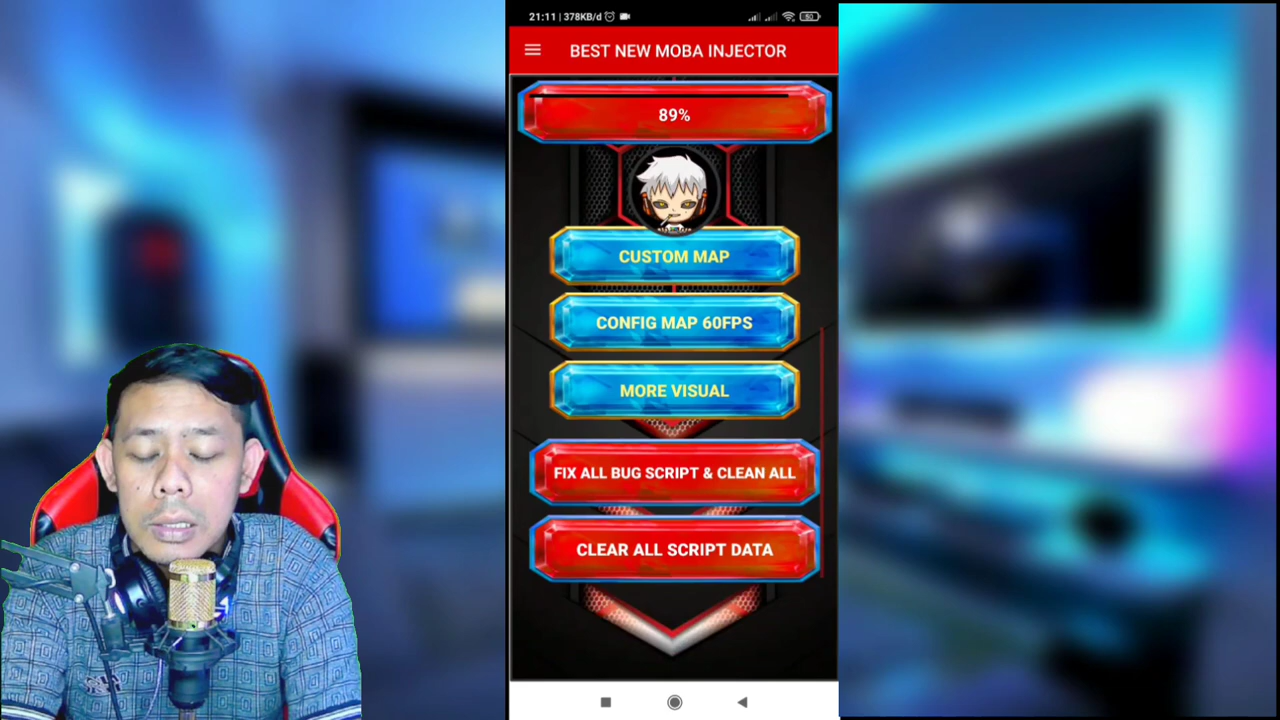 21:11 | 378KB/d
50
BEST NEW MOBA INJECTOR
89%
CUSTOM MAP
CONFIG MAP 60FPS
MORE VISUAL
FIX ALL BUG SCRIPT & CLEAN ALL
CLEAR ALL SCRIPT DATA